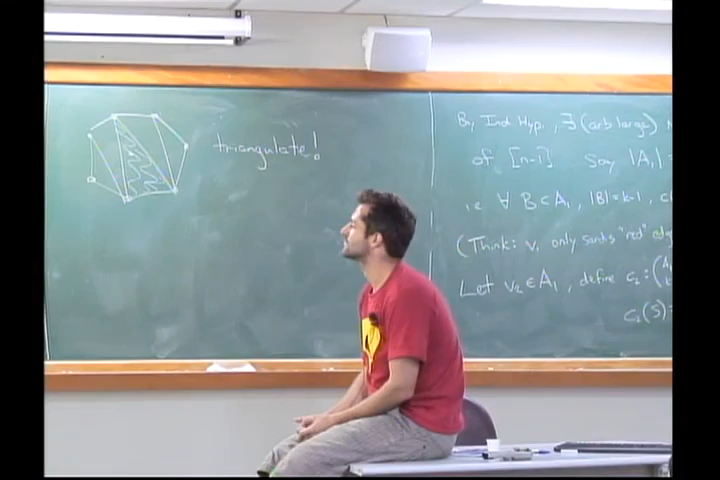 triangulate!
By Ind. Hyp., ∃ (arb large)
of [n-1] say |A₁| =
i.e ∀ B ⊂ A₁, |B| = k-1, c
(Think: v₁ only sends "red" edg
Let v₂ ∈ A₁, define c₂: (A₁
c₂(S) =